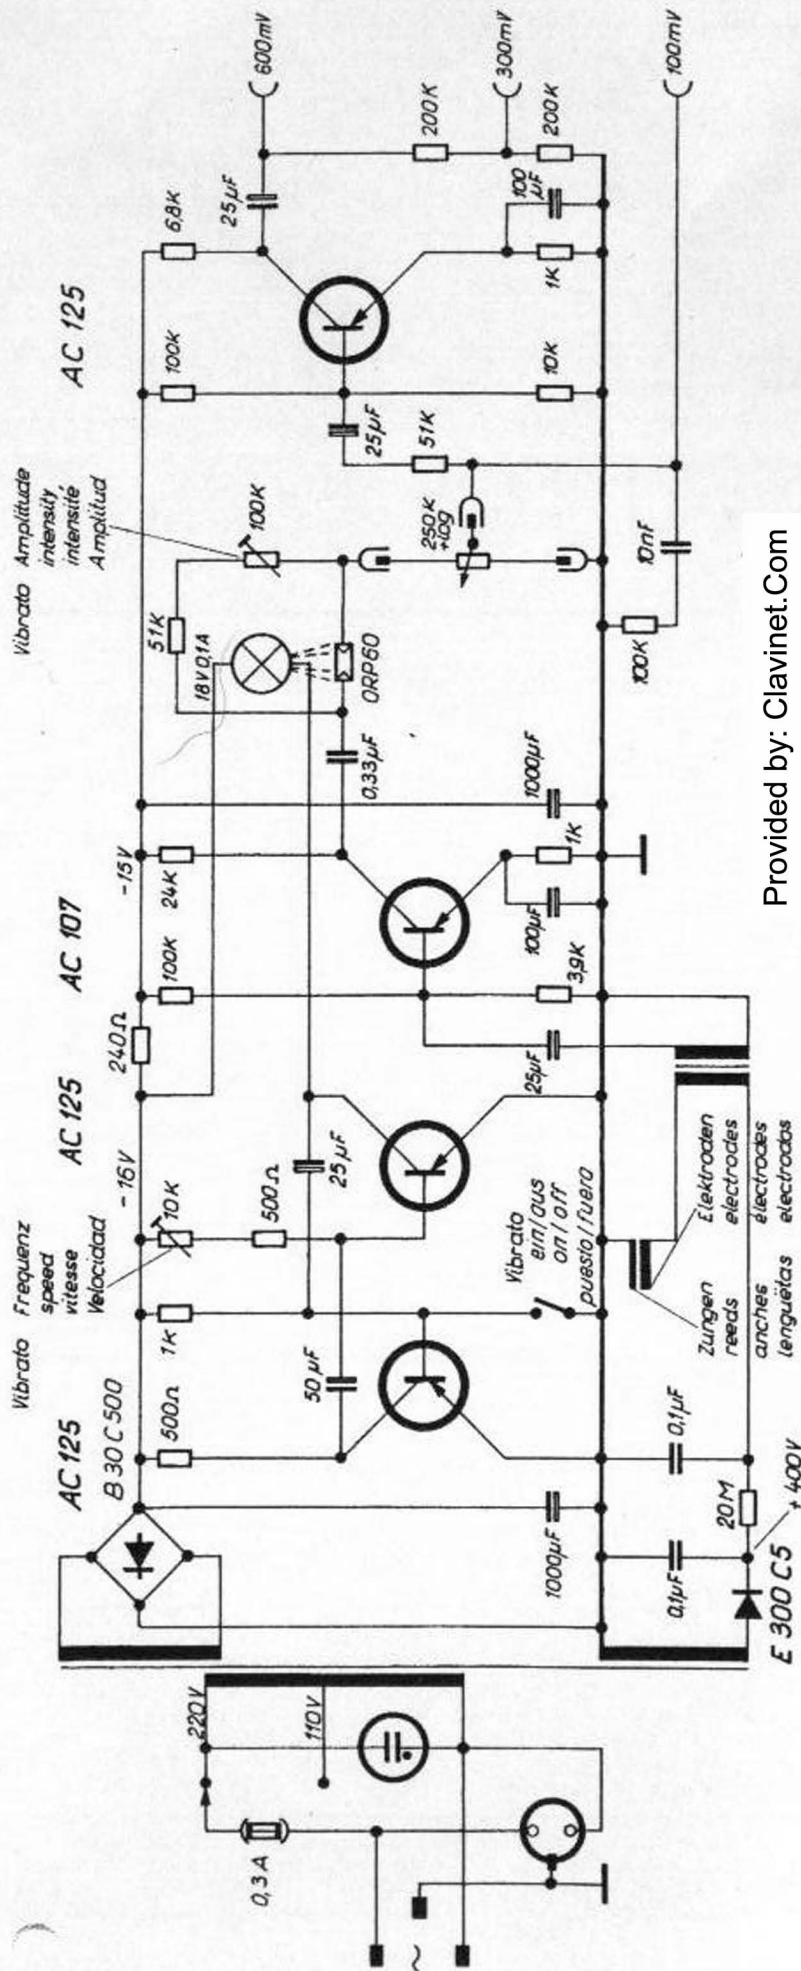 Vibrato Frequenz
speed
vitesse
Velocidad
Vibrato Amplitude
intensity
intensité
Amplitud
AC 125
AC 125
AC 107
AC 125
B 30 C 500
-16V
240Ω
-15V
500Ω
1K
10K
100K
24K
100K
6,8K
500Ω
51K
18V 0,1A
100K
25µF
600mV
50µF
25µF
0,33µF
ORP60
25µF
51K
200K
300mV
250K
+log
1000µF
Vibrato
ein/aus
on/off
puesto/fuero
25µF
3,9K
100µF
1K
1000µF
10K
1K
100
µF
200K
0,1µF
0,1µF
20M
+ 400V
E 300 C5
Zungen
reeds
anches
lengüëtas
Elektroden
electrodes
électrodes
electrodos
100K
10nF
100mV
220V
110V
0,3A
~
Provided by: Clavinet.Com